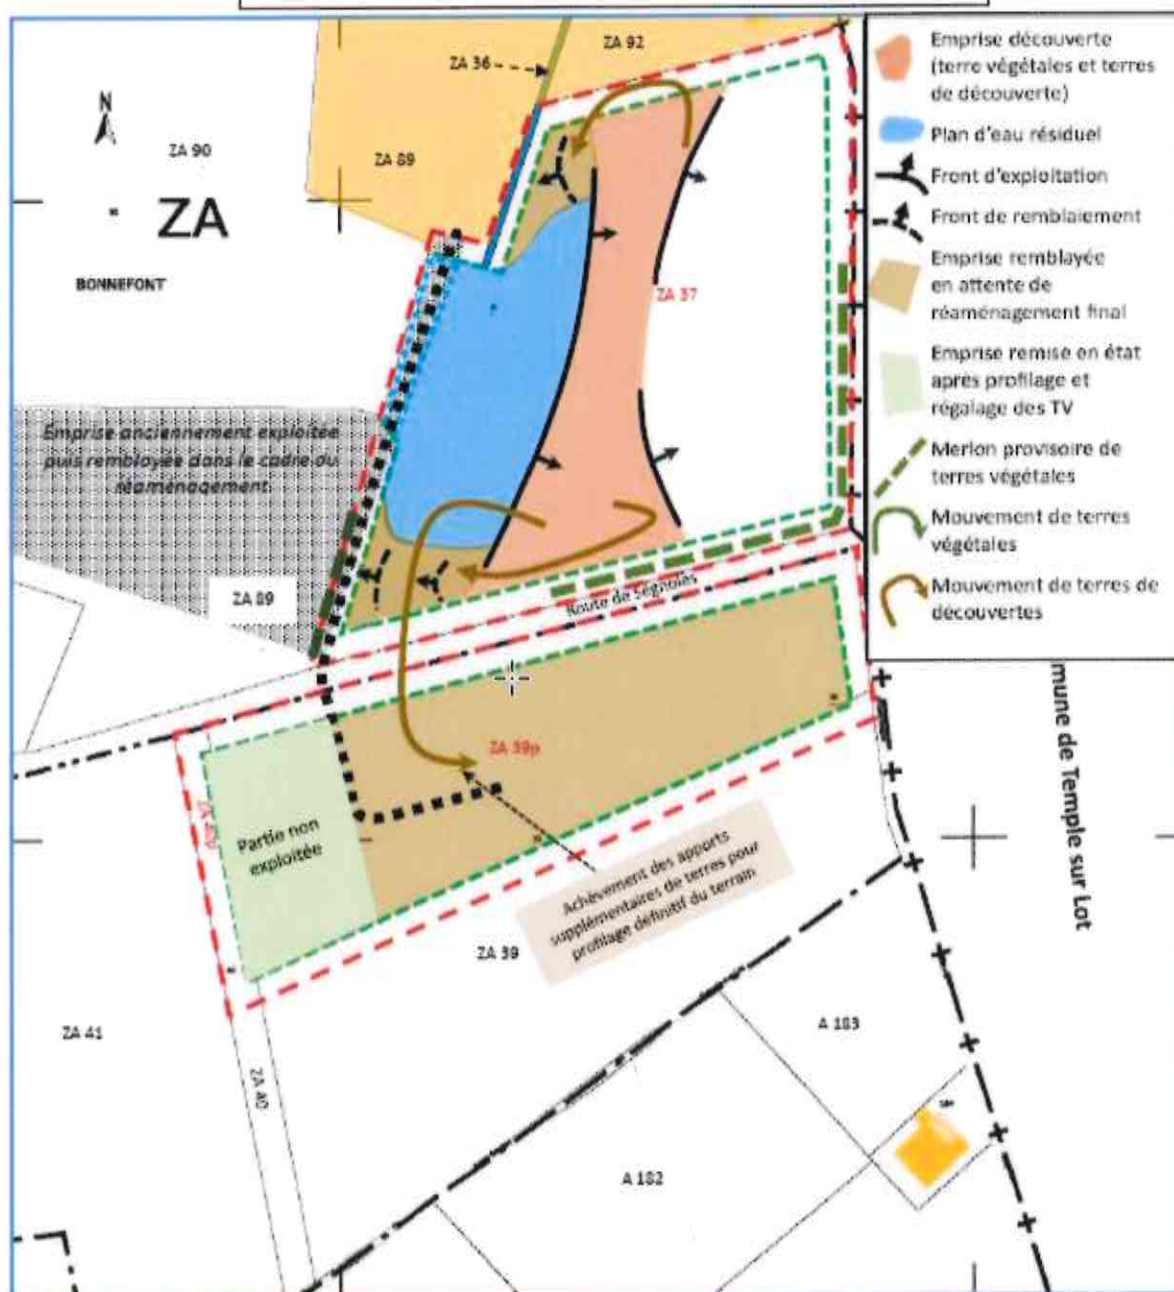 ZA 92
ZA 36
N
ZA 90
ZA 89
ZA
BONNEFONT
ZA 37
Emprise anciennement exploitée
puis remblayée dans le cadre du
réaménagement.
ZA 89
Route de Ségnoles
ZA 39p
Partie non
exploitée
Achèvement des apports
supplémentaires de terres pour
profilage définitif du terrain
ZA 39
ZA 41
ZA 40
A 183
A 182
mune de Temple sur Lot
Emprise découverte
(terre végétales et terres
de découverte)
Plan d'eau résiduel
Front d'exploitation
Front de remblaiement
Emprise remblayée
en attente de
réaménagement final
Emprise remise en état
après profilage et
régalage des TV
Merlon provisoire de
terres végétales
Mouvement de terres
végétales
Mouvement de terres de
découvertes